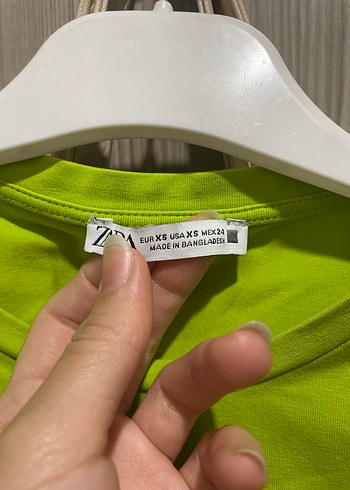 ZARA
EUR XS USA XS MEX 24
MADE IN BANGLADESH